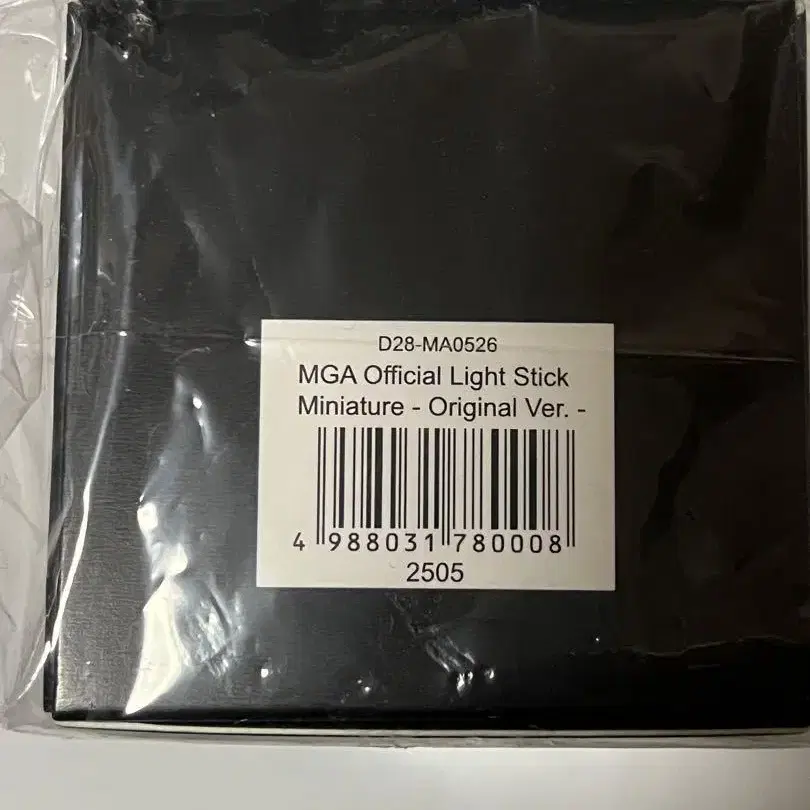 D28-MA0526
MGA Official Light Stick
Miniature - Original Ver. -
4 988031 780008
2505